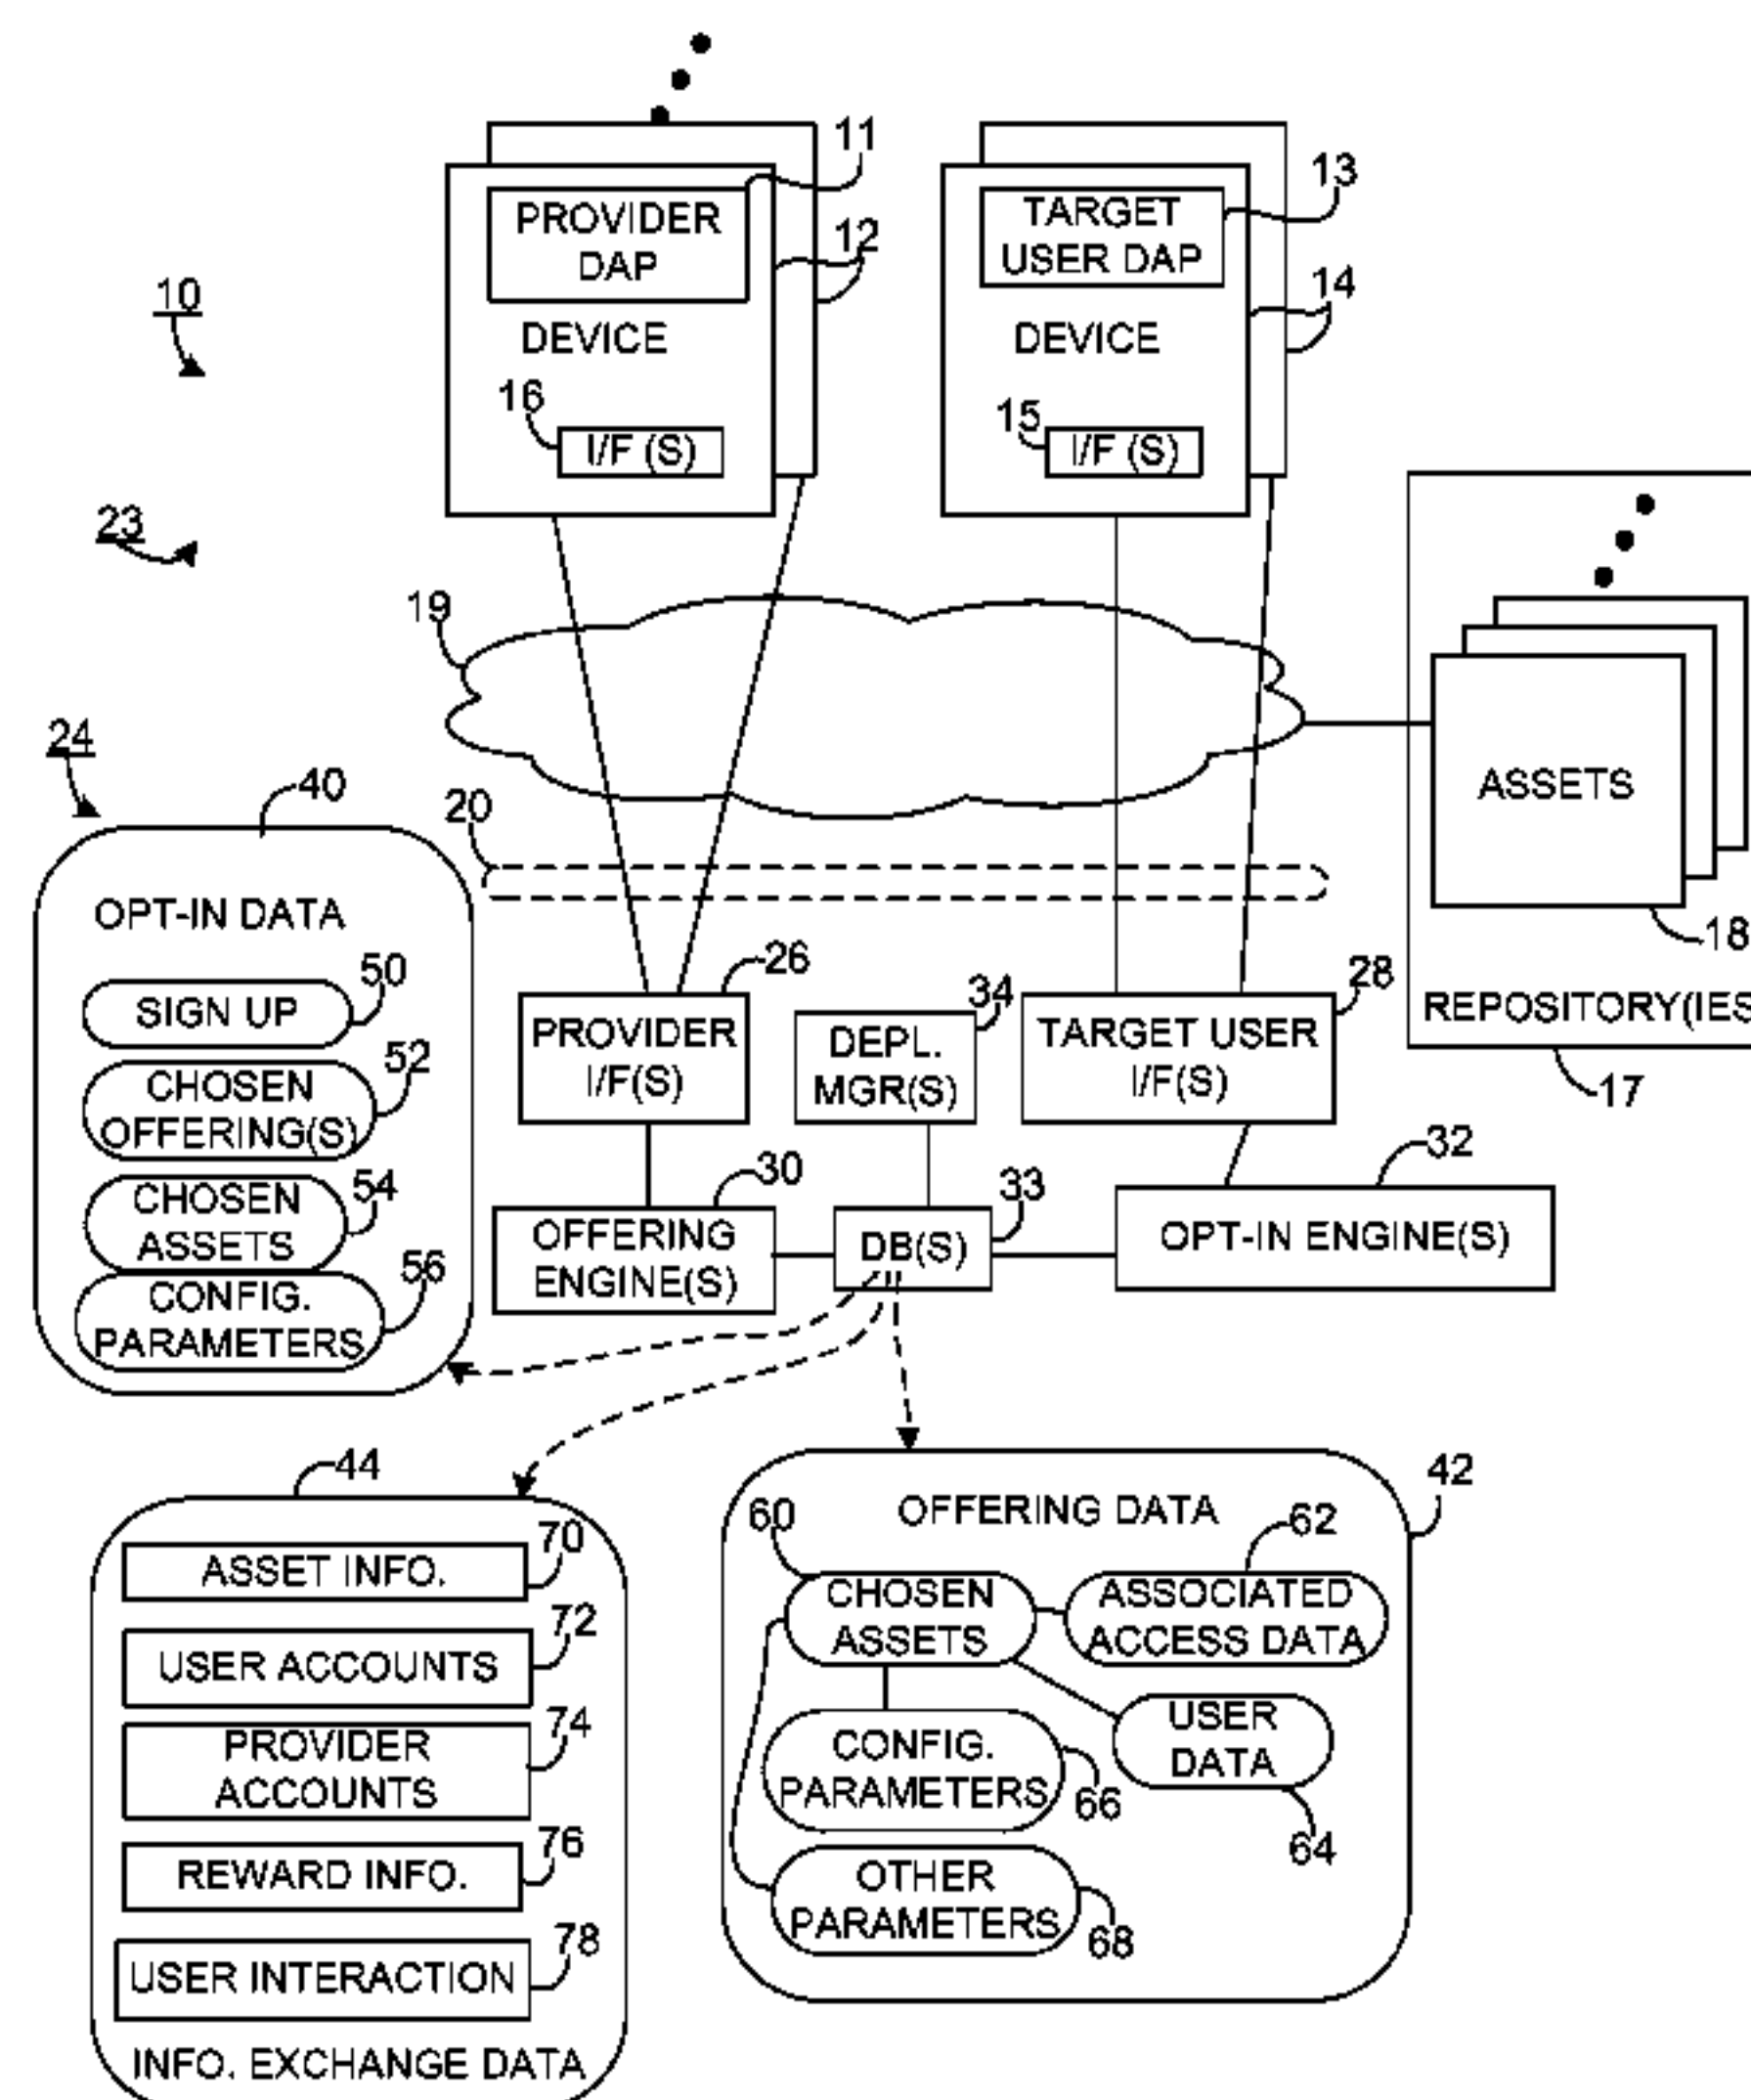 11
PROVIDER
DAP
12
DEVICE
16
I/F (S)
13
TARGET
USER DAP
14
DEVICE
15
I/F (S)
10
23
19
24
20
ASSETS
18
REPOSITORY(IES
17
40
OPT-IN DATA
50
SIGN UP
52
CHOSEN
OFFERING(S)
54
CHOSEN
ASSETS
56
CONFIG.
PARAMETERS
26
PROVIDER
I/F(S)
34
DEPL.
MGR(S)
28
TARGET USER
I/F(S)
30
OFFERING
ENGINE(S)
33
DB(S)
32
OPT-IN ENGINE(S)
44
70
ASSET INFO.
72
USER ACCOUNTS
74
PROVIDER
ACCOUNTS
76
REWARD INFO.
78
USER INTERACTION
INFO. EXCHANGE DATA
42
OFFERING DATA
60
CHOSEN
ASSETS
62
ASSOCIATED
ACCESS DATA
USER
DATA
64
CONFIG.
PARAMETERS
66
OTHER
PARAMETERS
68